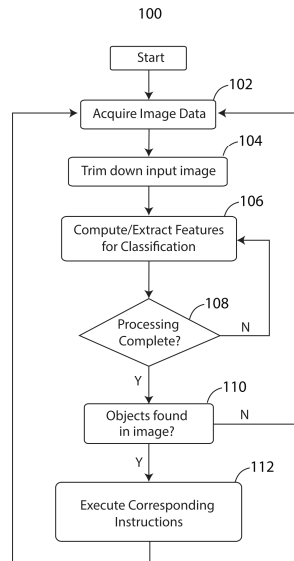 100
Start
102
Acquire Image Data
104
Trim down input image
106
Compute/Extract Features
for Classification
108
Processing
Complete?
N
Y
110
Objects found
in image?
N
Y
112
Execute Corresponding
Instructions